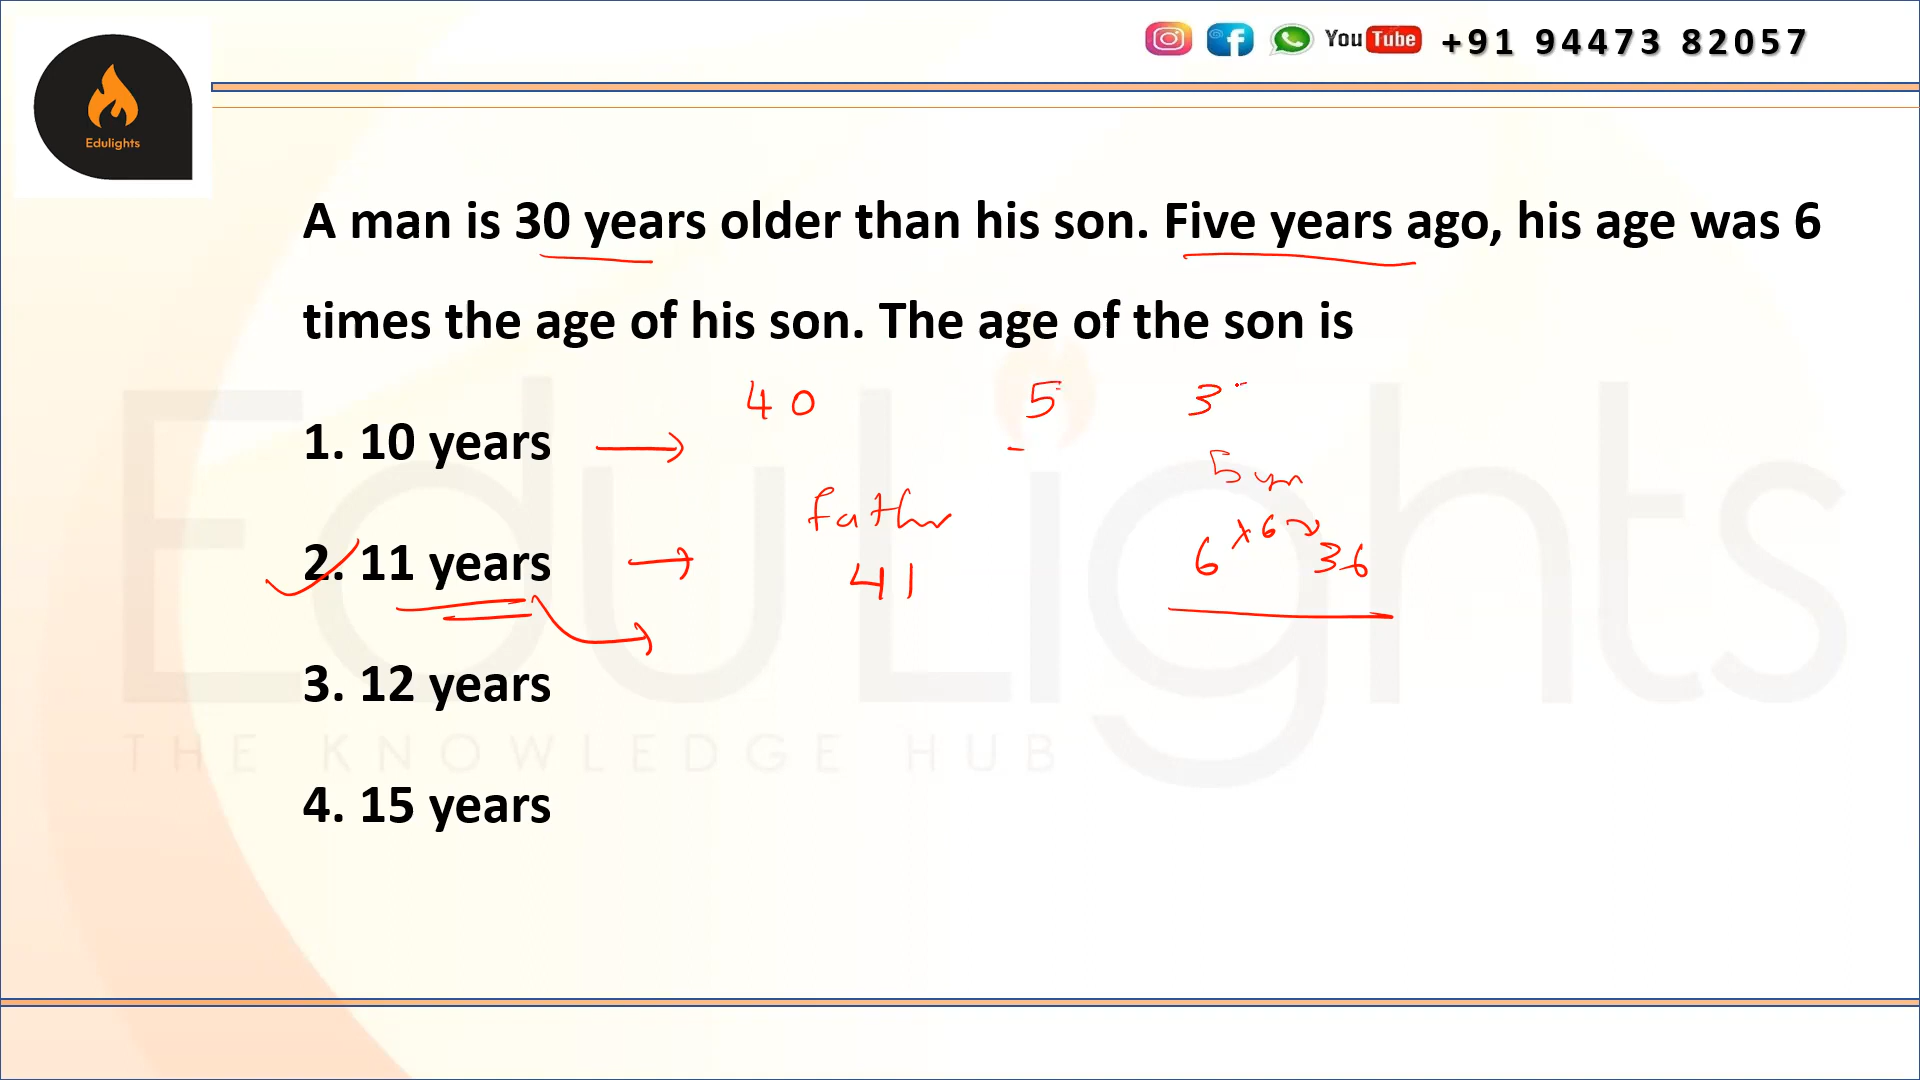 You Tube +91 94473 82057
Edulights
A man is 30 years older than his son. Five years ago, his age was 6
times the age of his son. The age of the son is
40 5 3
1. 10 years
5
father
x6
2. 11 years
41 6 36
3. 12 years
4. 15 years
EduLights
THE KNOWLEDGE HUB